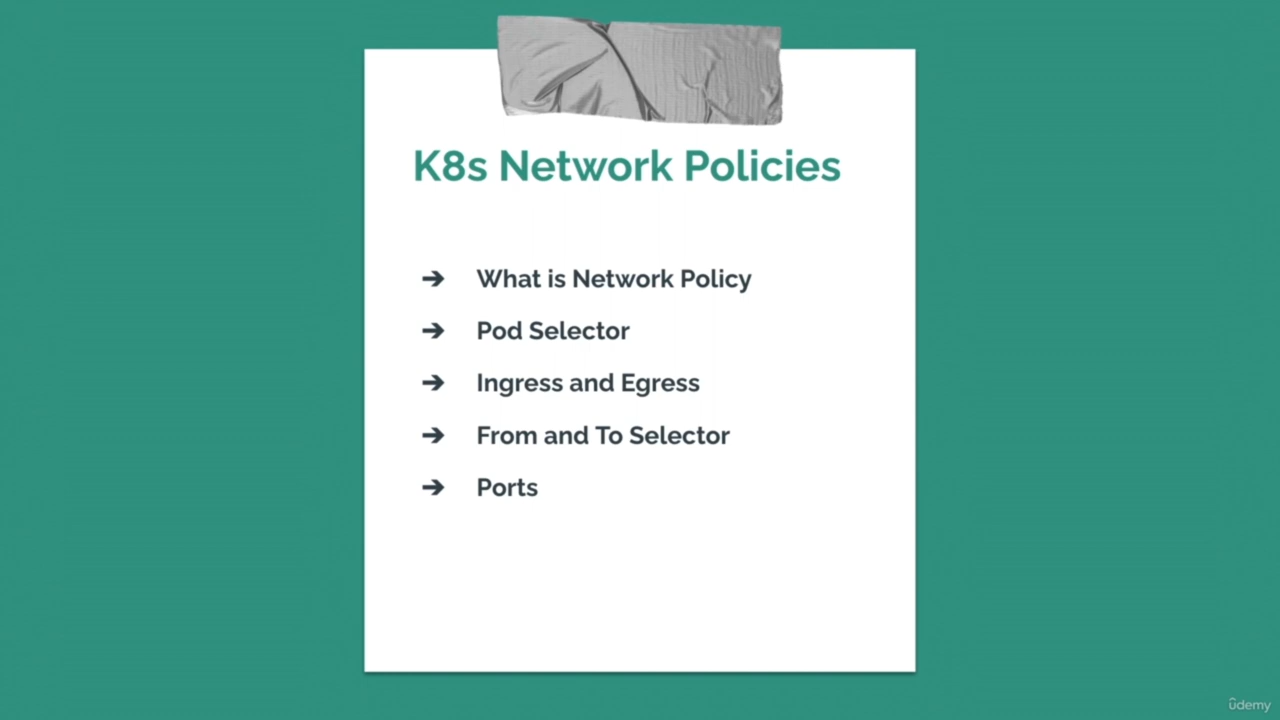 K8s Network Policies
➔ What is Network Policy
➔ Pod Selector
➔ Ingress and Egress
➔ From and To Selector
➔ Ports
ûdemy